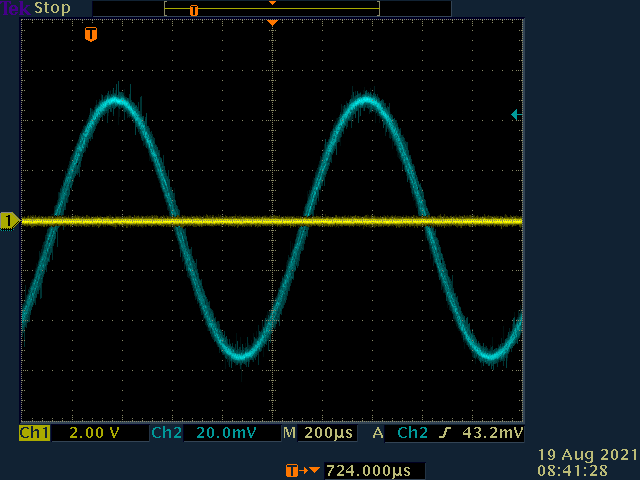 Tek Stop
T
T
1
Ch1 2.00 V Ch2 20.0mV M 200µs A Ch2 43.2mV
T 724.000µs
19 Aug 2021
08:41:28